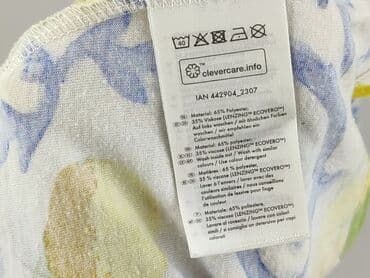 40
clevercare.info
IAN 442904_2307
Material: 65% Polyester,
35% Viskose (LENZING™ ECOVERO™)
Auf links waschen / mit ähnlichen Farben
waschen / wir empfehlen ein
Colorwaschmittel
Material: 65% polyester,
35% viscose (LENZING™ ECOVERO™)
Wash inside out / Wash with similar
colours / Use colour detergent
Matières: 65 % polyester,
35 % viscose (LENZING™ ECOVERO™)
Laver à l'envers / laver avec des
couleurs similaires / nous conseillons
de l'utilisation de lessive pour linge
de couleur
Materiale: 65% poliestere,
35% viscosa (LENZING™ ECOVERO™)
Lavare al rovescio / lavare con colori
simili / si consiglia un detersivo per capi
colorati